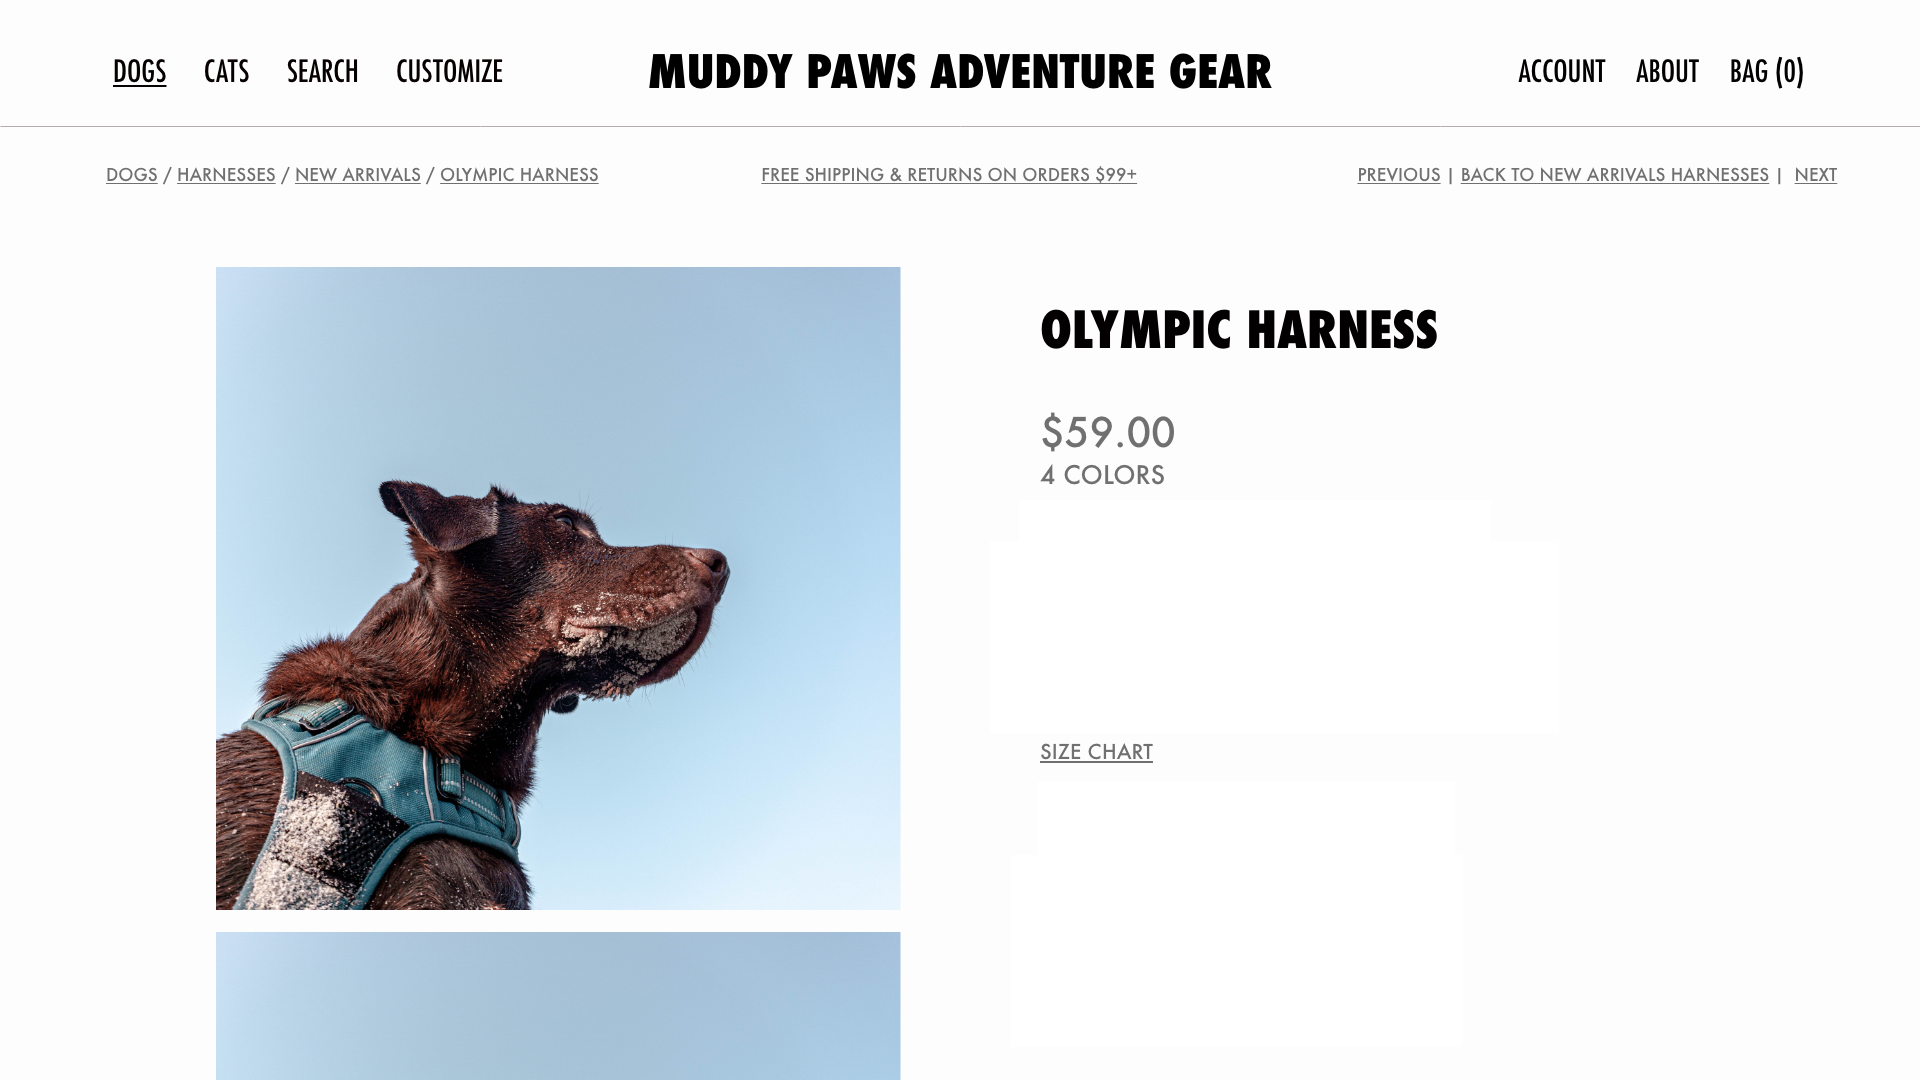 DOGS CATS SEARCH CUSTOMIZE MUDDY PAWS ADVENTURE GEAR ACCOUNT ABOUT BAG (0)
DOGS / HARNESSES / NEW ARRIVALS / OLYMPIC HARNESS FREE SHIPPING & RETURNS ON ORDERS $99+ PREVIOUS | BACK TO NEW ARRIVALS HARNESSES | NEXT
OLYMPIC HARNESS
$59.00
4 COLORS
SIZE CHART